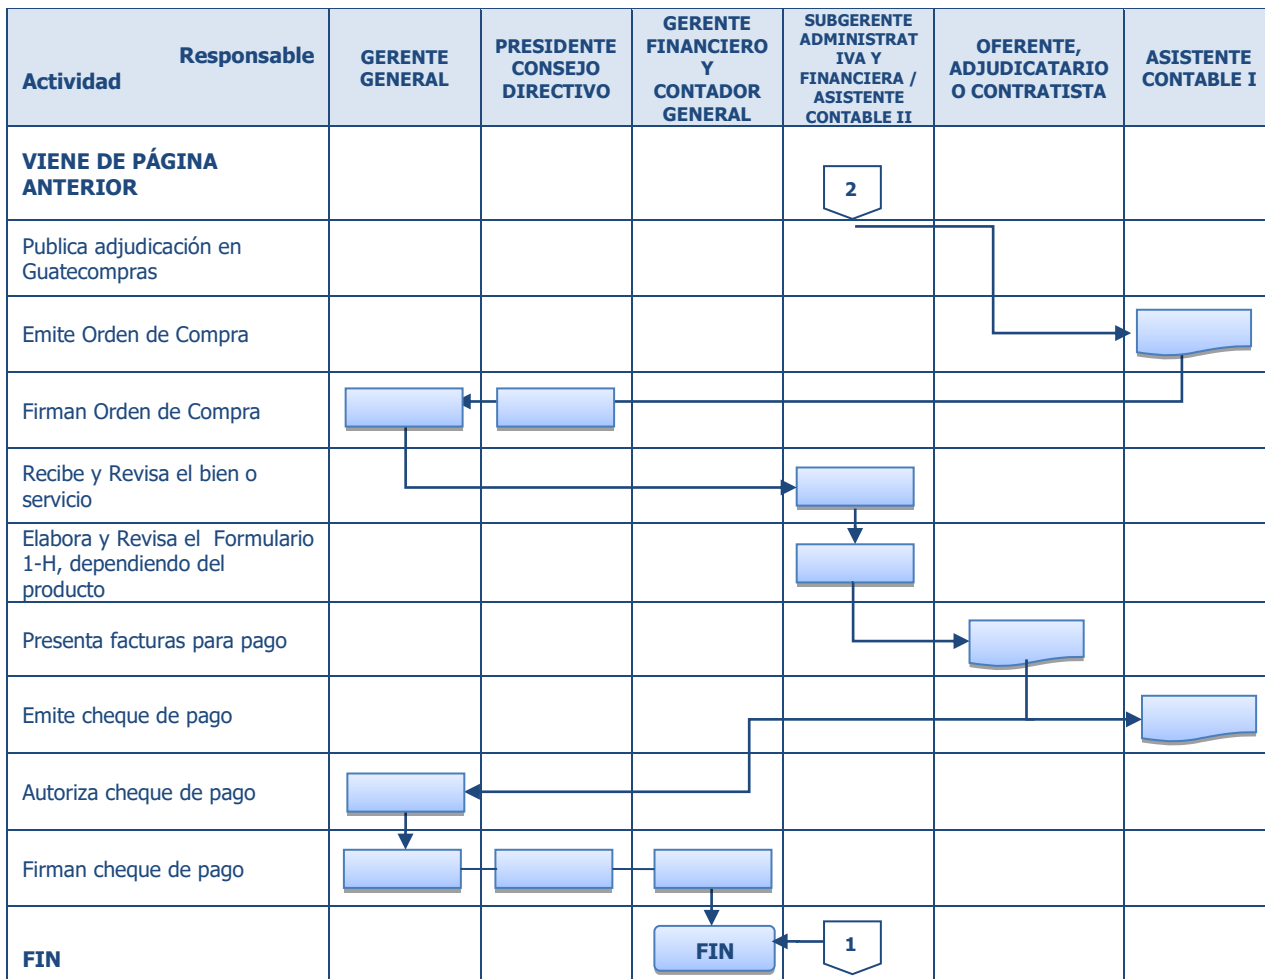 Responsable
Actividad
GERENTE
GENERAL
PRESIDENTE
CONSEJO
DIRECTIVO
GERENTE
FINANCIERO
Y
CONTADOR
GENERAL
SUBGERENTE
ADMINISTRAT
IVA Y
FINANCIERA /
ASISTENTE
CONTABLE II
OFERENTE,
ADJUDICATARIO
O CONTRATISTA
ASISTENTE
CONTABLE I
VIENE DE PÁGINA
ANTERIOR
2
Publica adjudicación en
Guatecompras
Emite Orden de Compra
Firman Orden de Compra
Recibe y Revisa el bien o
servicio
Elabora y Revisa el Formulario
1-H, dependiendo del
producto
Presenta facturas para pago
Emite cheque de pago
Autoriza cheque de pago
Firman cheque de pago
FIN
FIN
1